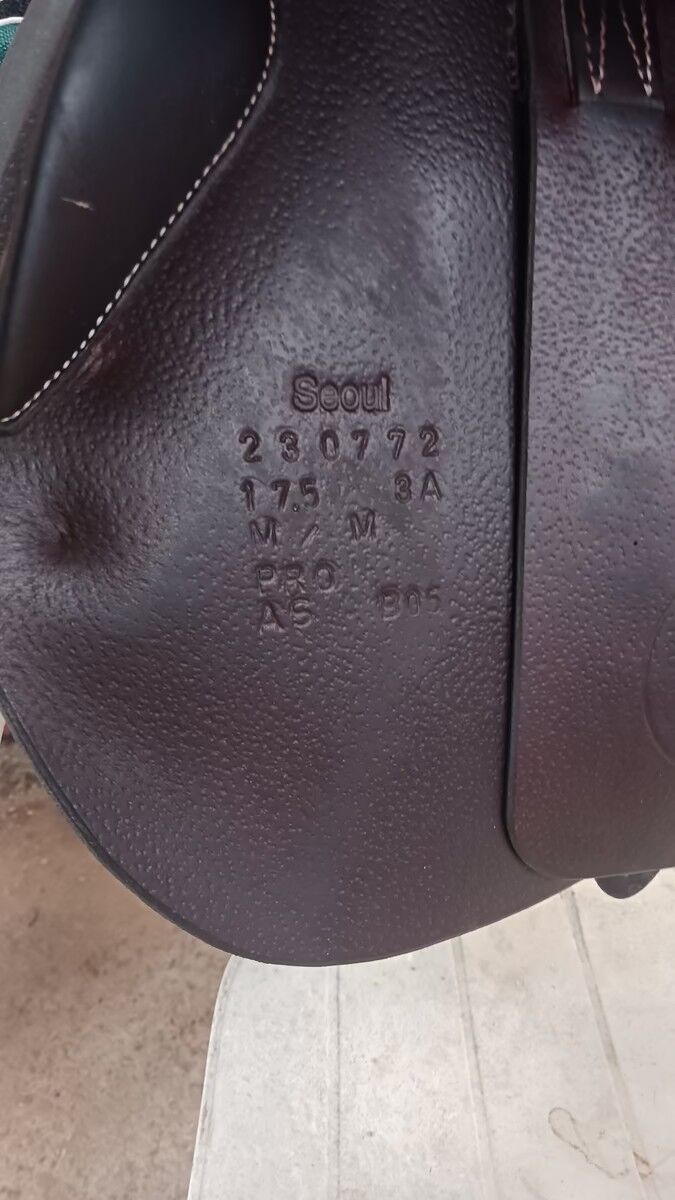 Seoul
230772
17.5 3A
M / M
PRO
AS B05